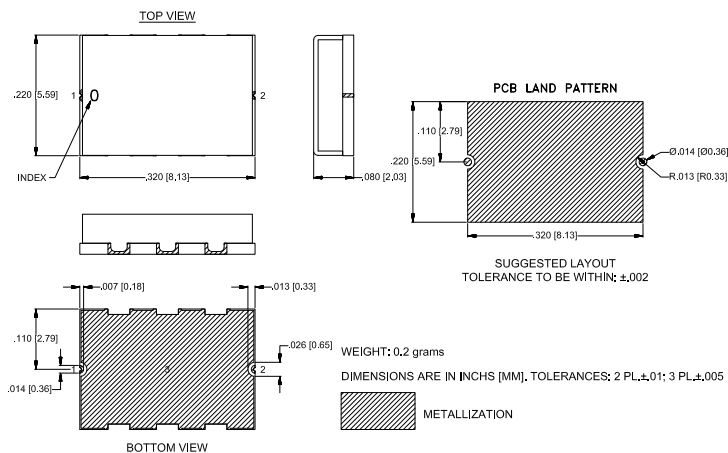 TOP VIEW
.220 [5.59]
1
2
INDEX
.320 [8.13]
.080 [2,03]
PCB LAND PATTERN
.110 [2.79]
.220 [5.59]
Ø.014 [Ø0.36]
R.013 [R0.33]
.320 [8.13]
SUGGESTED LAYOUT
TOLERANCE TO BE WITHIN: ±.002
.007 [0.18]
.013 [0.33]
.110 [2.79]
.026 [0.65]
1
3
2
.014 [0.36]
BOTTOM VIEW
WEIGHT: 0.2 grams
DIMENSIONS ARE IN INCHS [MM]. TOLERANCES: 2 PL.±.01; 3 PL.±.005
METALLIZATION